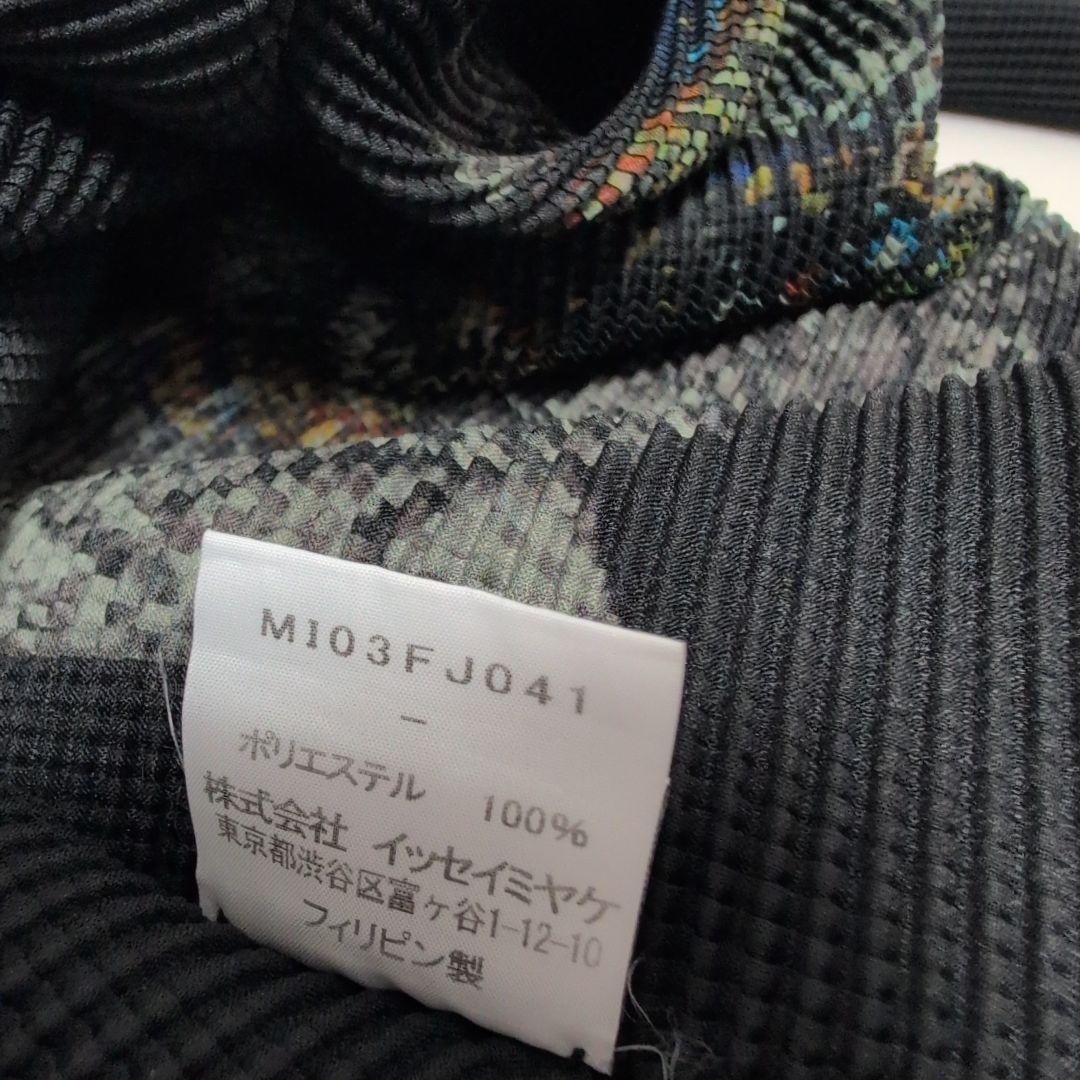 MI03FJ041
－
ポリエステル 100%
株式会社 イッセイミヤケ
東京都渋谷区富ヶ谷1-12-10
フィリピン製